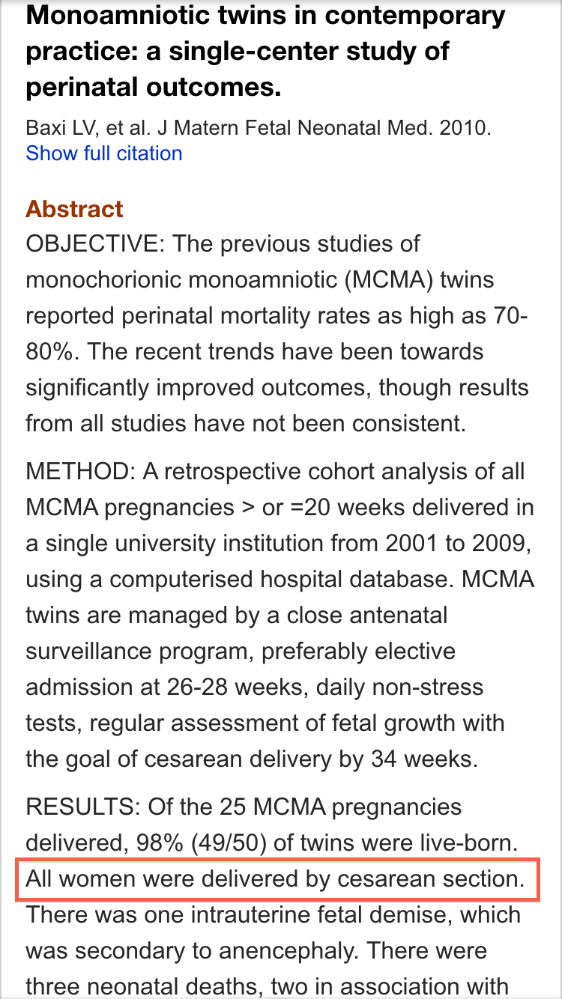 Monoamniotic twins in contemporary
practice: a single-center study of
perinatal outcomes.
Baxi LV, et al. J Matern Fetal Neonatal Med. 2010.
Show full citation
Abstract
OBJECTIVE: The previous studies of
monochorionic monoamniotic (MCMA) twins
reported perinatal mortality rates as high as 70-
80%. The recent trends have been towards
significantly improved outcomes, though results
from all studies have not been consistent.
METHOD: A retrospective cohort analysis of all
MCMA pregnancies > or =20 weeks delivered in
a single university institution from 2001 to 2009,
using a computerised hospital database. MCMA
twins are managed by a close antenatal
surveillance program, preferably elective
admission at 26-28 weeks, daily non-stress
tests, regular assessment of fetal growth with
the goal of cesarean delivery by 34 weeks.
RESULTS: Of the 25 MCMA pregnancies
delivered, 98% (49/50) of twins were live-born.
All women were delivered by cesarean section.
There was one intrauterine fetal demise, which
was secondary to anencephaly. There were
three neonatal deaths, two in association with